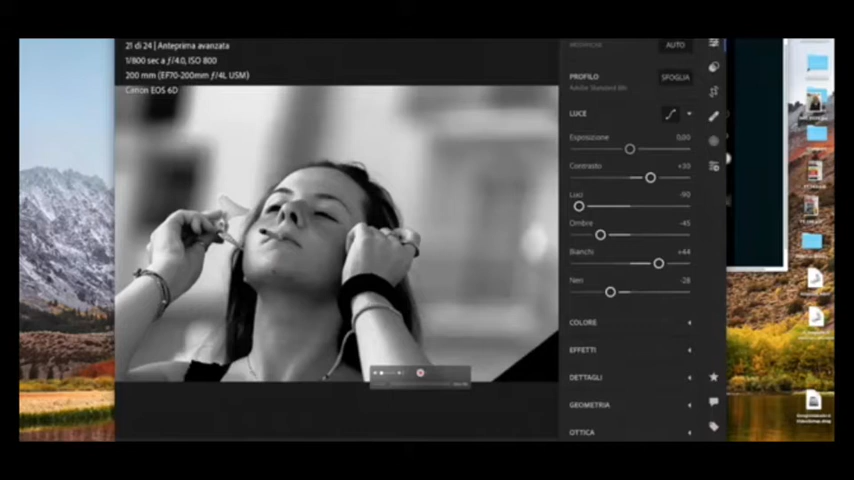 21 di 24 | Anteprima avanzata
1/800 sec a ƒ/4.0, ISO 800
200 mm (EF70-200mm ƒ/4L USM)
Canon EOS 6D
MODIFICA
AUTO
PROFILO
SFOGLIA
LUCE
Esposizione 0,00
Contrasto +30
Luci -90
Ombre -45
Bianchi +44
Neri -28
COLORE
EFFETTI
DETTAGLI
GEOMETRIA
OTTICA